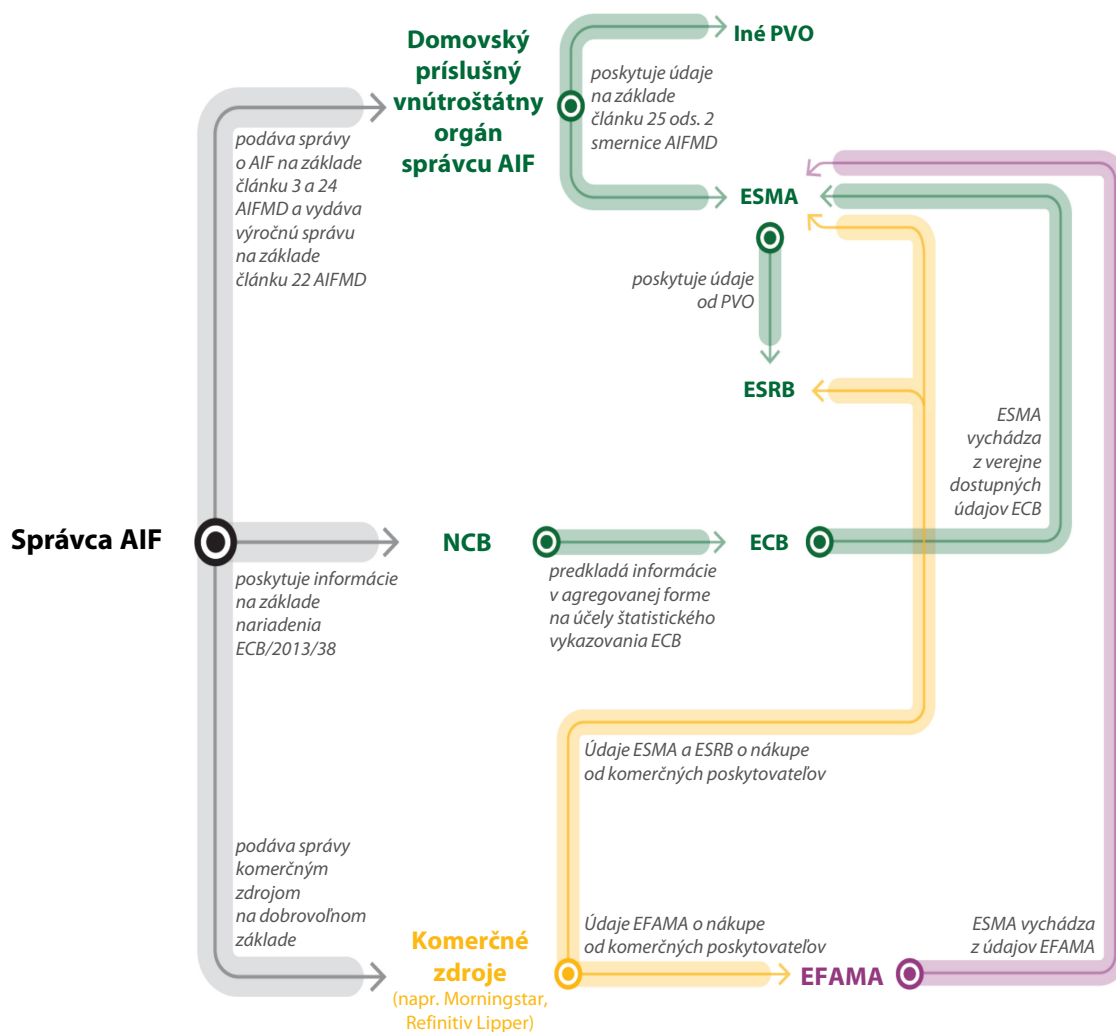 Domovský
príslušný
vnútroštátny
orgán
správcu AIF
Iné PVO
poskytuje údaje
na základe
článku 25 ods. 2
smernice AIFMD
podáva správy
o AIF na základe
článku 3 a 24
AIFMD a vydáva
výročnú správu
na základe
článku 22 AIFMD
ESMA
poskytuje údaje
od PVO
ESRB
ESMA
vychádza
z verejne
dostupných
údajov ECB
Správca AIF
NCB
ECB
poskytuje informácie
na základe
nariadenia
ECB/2013/38
predkladá informácie
v agregovanej forme
na účely štatistického
vykazovania ECB
Údaje ESMA a ESRB o nákupe
od komerčných poskytovateľov
podáva správy
komerčným
zdrojom
na dobrovoľnom
základe
Údaje EFAMA o nákupe
od komerčných poskytovateľov
ESMA vychádza
z údajov EFAMA
Komerčné
zdroje
(napr. Morningstar,
Refinitiv Lipper)
EFAMA